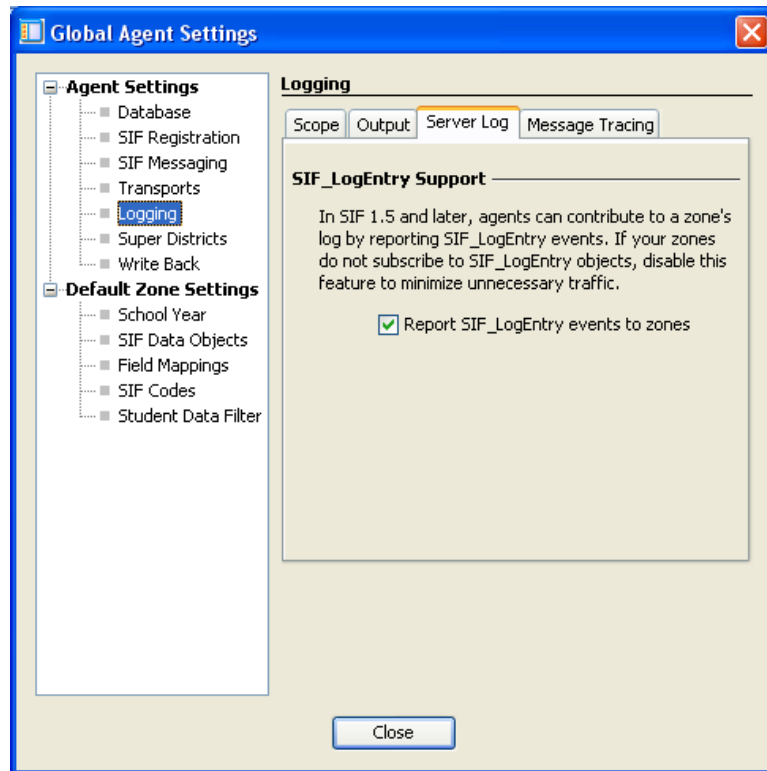 Global Agent Settings
Agent Settings
Database
SIF Registration
SIF Messaging
Transports
Logging
Super Districts
Write Back
Default Zone Settings
School Year
SIF Data Objects
Field Mappings
SIF Codes
Student Data Filter
Logging
Scope Output Server Log Message Tracing
SIF_LogEntry Support
In SIF 1.5 and later, agents can contribute to a zone's
log by reporting SIF_LogEntry events. If your zones
do not subscribe to SIF_LogEntry objects, disable this
feature to minimize unnecessary traffic.
Report SIF_LogEntry events to zones
Close